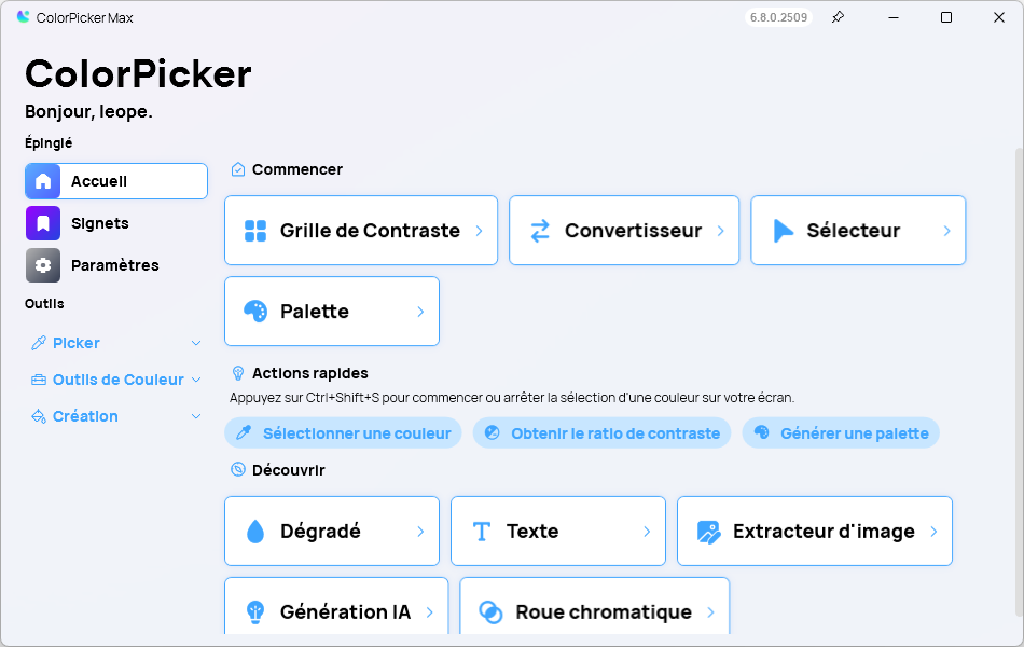 ColorPicker Max
6.8.0.2509
ColorPicker
Bonjour, leope.
Épinglé
Accueil
Signets
Paramètres
Outils
Picker
Outils de Couleur
Création
Commencer
Grille de Contraste
Convertisseur
Sélecteur
Palette
Actions rapides
Appuyez sur Ctrl+Shift+S pour commencer ou arrêter la sélection d'une couleur sur votre écran.
Sélectionner une couleur
Obtenir le ratio de contraste
Générer une palette
Découvrir
Dégradé
Texte
Extracteur d'image
Génération IA
Roue chromatique